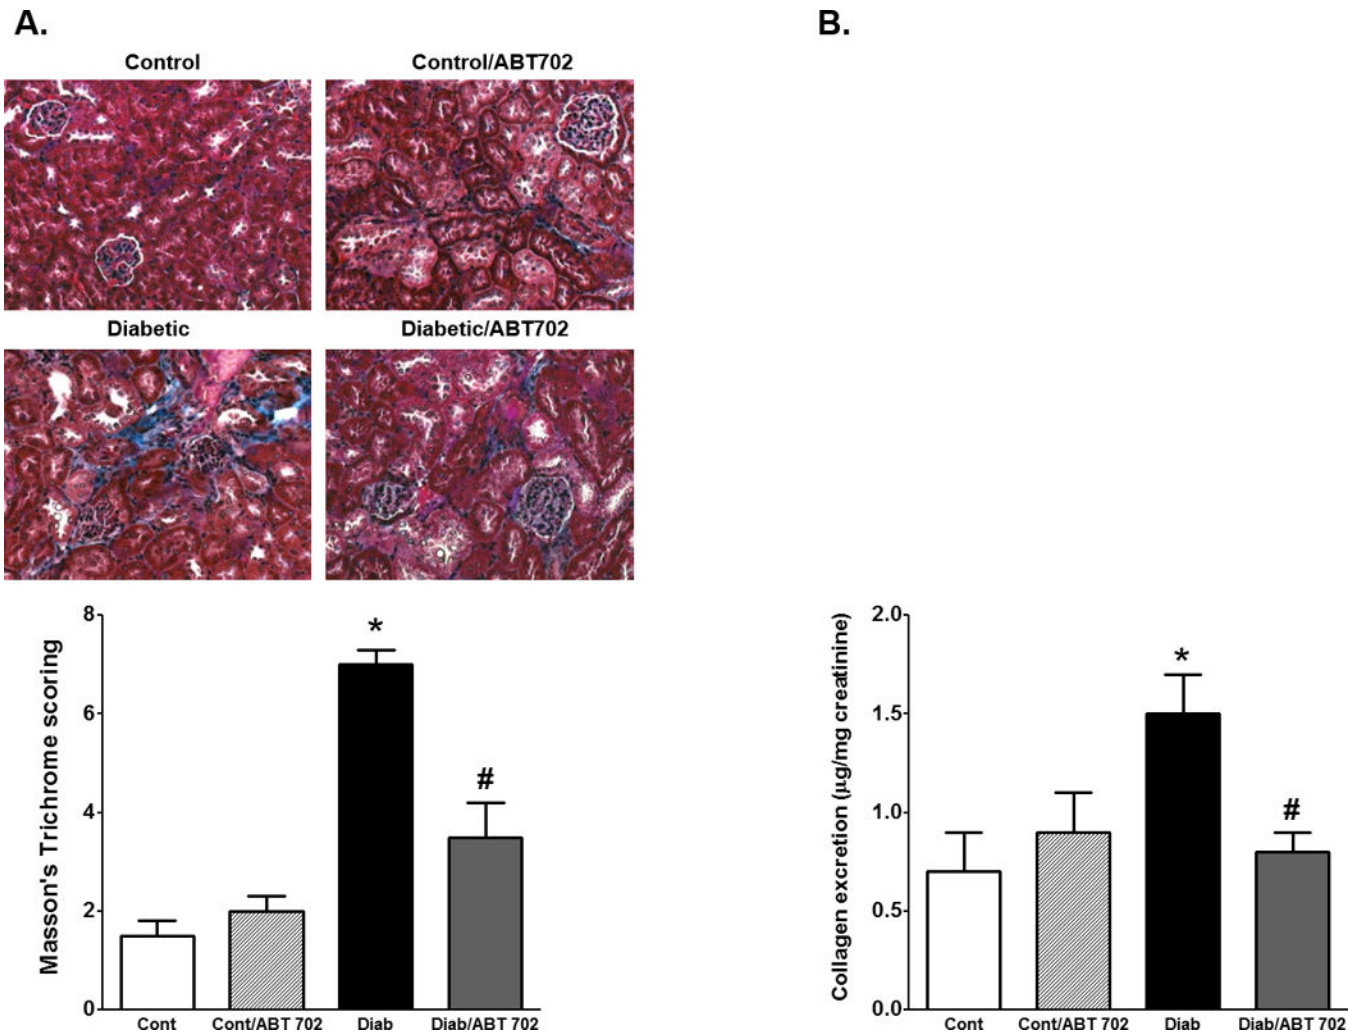 A.
B.
Control
Control/ABT702
Diabetic
Diabetic/ABT702
Masson's Trichrome scoring
8
6
4
2
0
*
#
Cont
Cont/ABT 702
Diab
Diab/ABT 702
Collagen excretion (μg/mg creatinine)
2.0
1.5
1.0
0.5
0.0
*
#
Cont
Cont/ABT 702
Diab
Diab/ABT 702